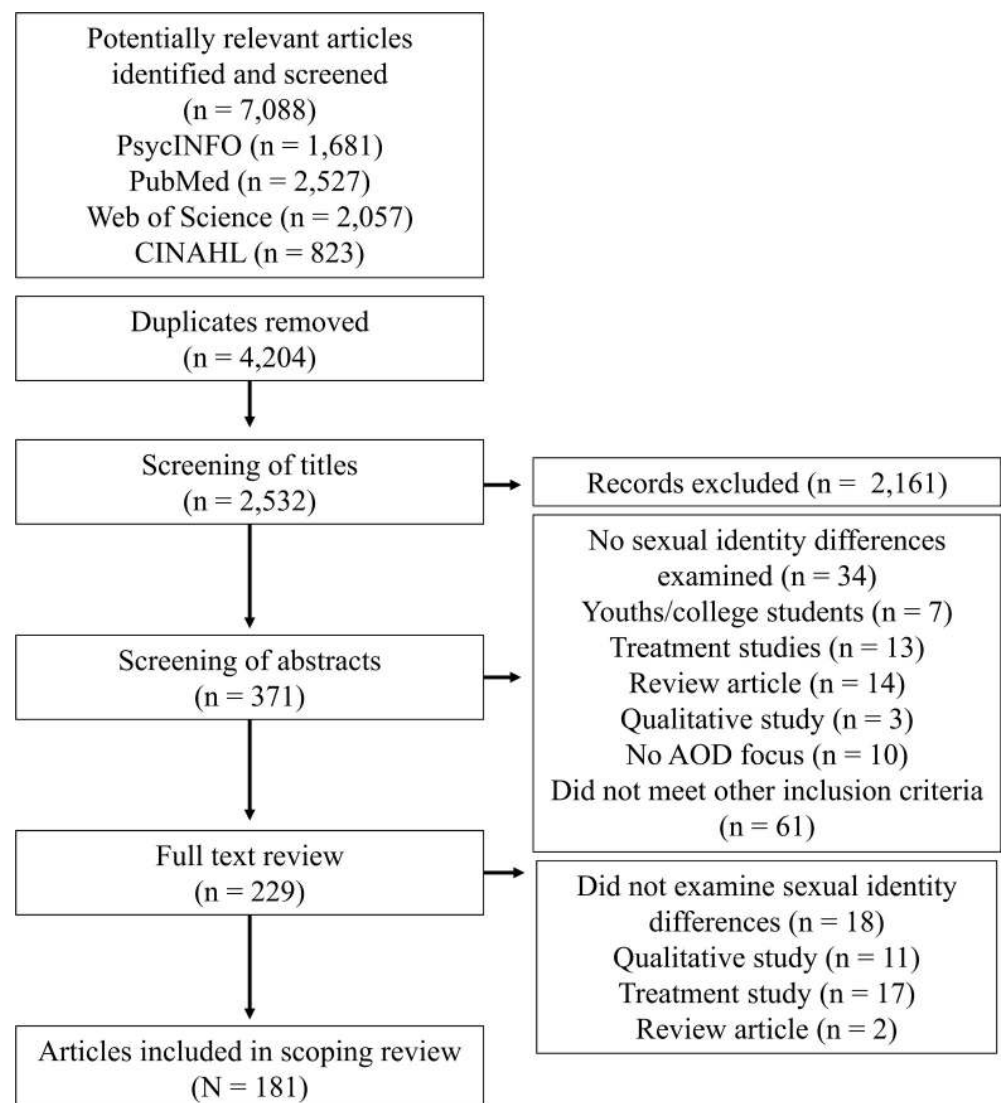 Potentially relevant articles
identified and screened
(n = 7,088)
PsycINFO (n = 1,681)
PubMed (n = 2,527)
Web of Science (n = 2,057)
CINAHL (n = 823)
Duplicates removed
(n = 4,204)
Screening of titles
(n = 2,532)
Records excluded (n = 2,161)
No sexual identity differences
examined (n = 34)
Youths/college students (n = 7)
Treatment studies (n = 13)
Review article (n = 14)
Qualitative study (n = 3)
No AOD focus (n = 10)
Did not meet other inclusion criteria
(n = 61)
Screening of abstracts
(n = 371)
Full text review
(n = 229)
Did not examine sexual identity
differences (n = 18)
Qualitative study (n = 11)
Treatment study (n = 17)
Review article (n = 2)
Articles included in scoping review
(N = 181)